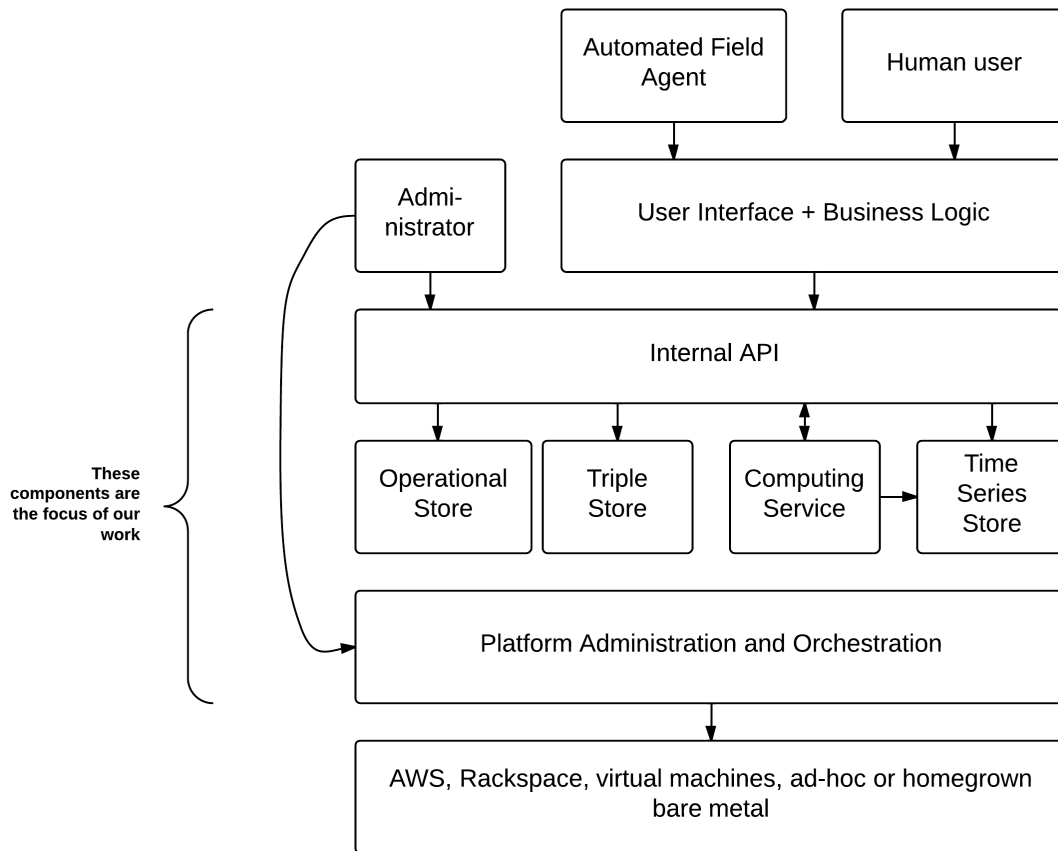 Automated Field
Agent
Human user
Admi-
nistrator
User Interface + Business Logic
Internal API
Operational
Store
Triple
Store
Computing
Service
Time
Series
Store
These
components are
the focus of our
work
Platform Administration and Orchestration
AWS, Rackspace, virtual machines, ad-hoc or homegrown
bare metal